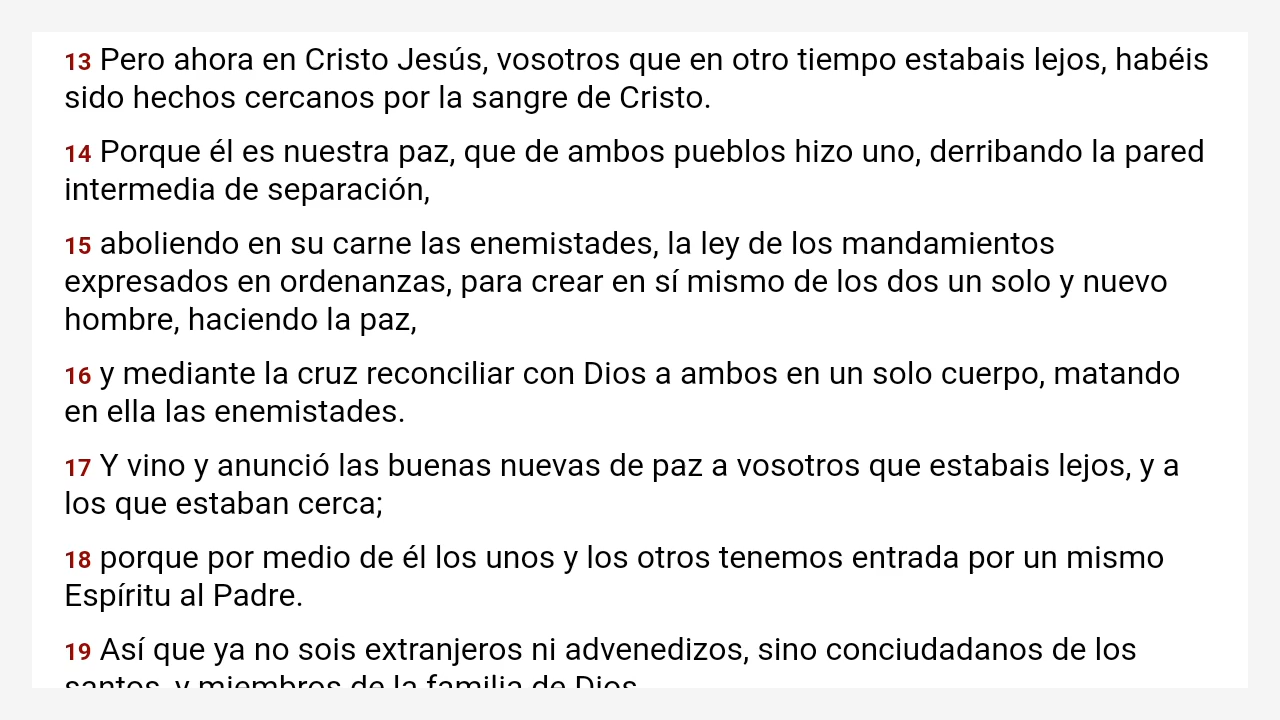 13 Pero ahora en Cristo Jesús, vosotros que en otro tiempo estabais lejos, habéis
sido hechos cercanos por la sangre de Cristo.
14 Porque él es nuestra paz, que de ambos pueblos hizo uno, derribando la pared
intermedia de separación,
15 aboliendo en su carne las enemistades, la ley de los mandamientos
expresados en ordenanzas, para crear en sí mismo de los dos un solo y nuevo
hombre, haciendo la paz,
16 y mediante la cruz reconciliar con Dios a ambos en un solo cuerpo, matando
en ella las enemistades.
17 Y vino y anunció las buenas nuevas de paz a vosotros que estabais lejos, y a
los que estaban cerca;
18 porque por medio de él los unos y los otros tenemos entrada por un mismo
Espíritu al Padre.
19 Así que ya no sois extranjeros ni advenedizos, sino conciudadanos de los
santos, y miembros de la familia de Dios